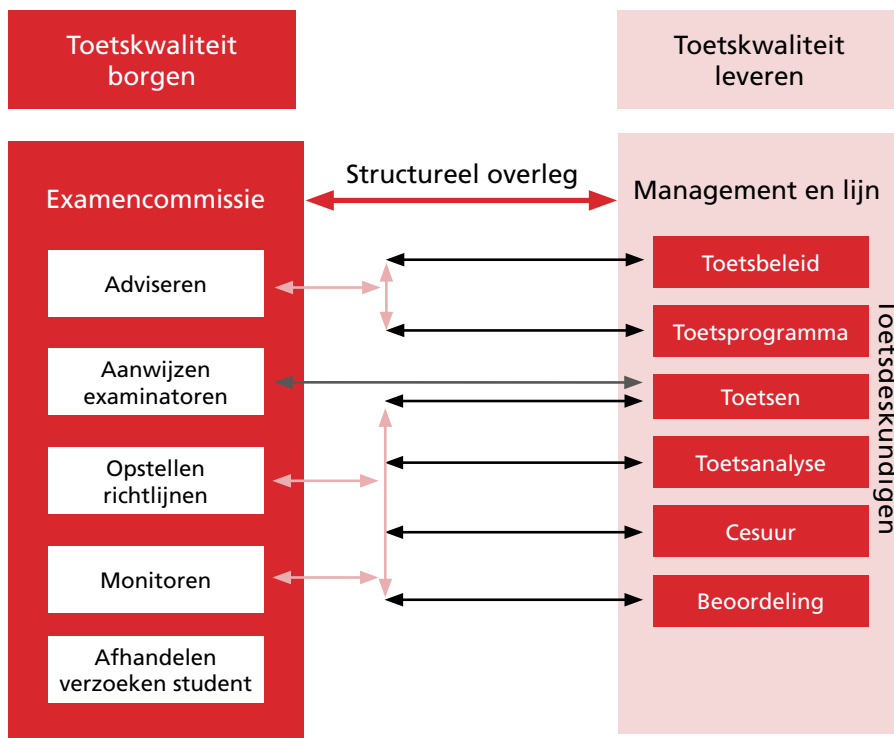 Toetskwaliteit
borgen
Toetskwaliteit
leveren
Examencommissie
Structureel overleg
Management en lijn
Adviseren
Aanwijzen
examinatoren
Opstellen
richtlijnen
Monitoren
Afhandelen
verzoeken student
Toetsbeleid
Toetsprogramma
Toetsen
Toetsanalyse
Cesuur
Beoordeling
Toetsdeskundigen